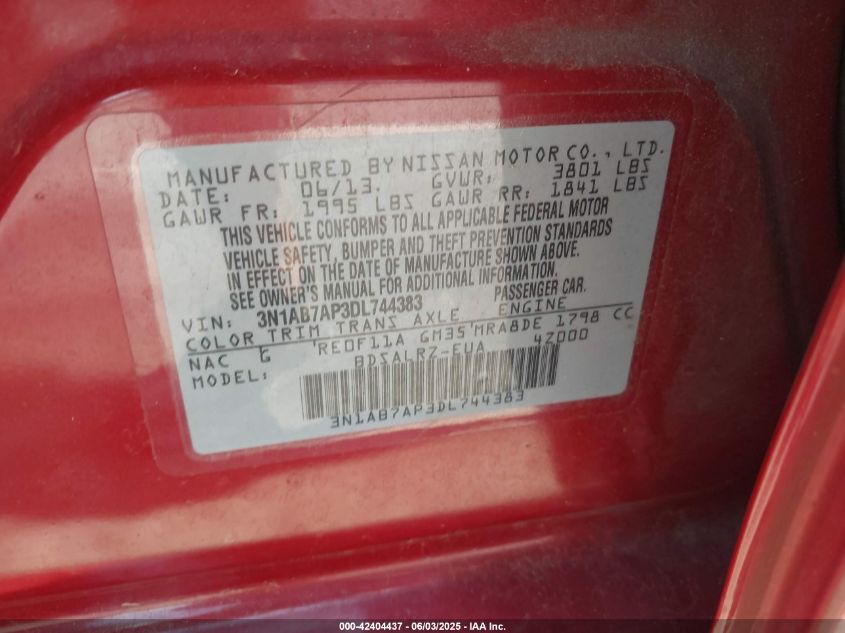 MANUFACTURED BY NISSAN MOTOR CO., LTD.
DATE: 06/13. GVWR: 3801 LBS
GAWR FR: 1995 LBS GAWR RR: 1841 LBS
THIS VEHICLE CONFORMS TO ALL APPLICABLE FEDERAL MOTOR
VEHICLE SAFETY, BUMPER AND THEFT PREVENTION STANDARDS
IN EFFECT ON THE DATE OF MANUFACTURE SHOWN ABOVE.
SEE OWNER'S MANUAL FOR ADDITIONAL INFORMATION.
VIN: 3N1AB7AP3DL744383 PASSENGER CAR.
COLOR TRIM TRANS AXLE ENGINE
NAC G RE0F11A GM35 MRA8DE 1798 CC
MODEL: BDSALRZ-EUA 4Z000
3N1AB7AP3DL744383
000-42404437 - 06/03/2025 - IAA Inc.